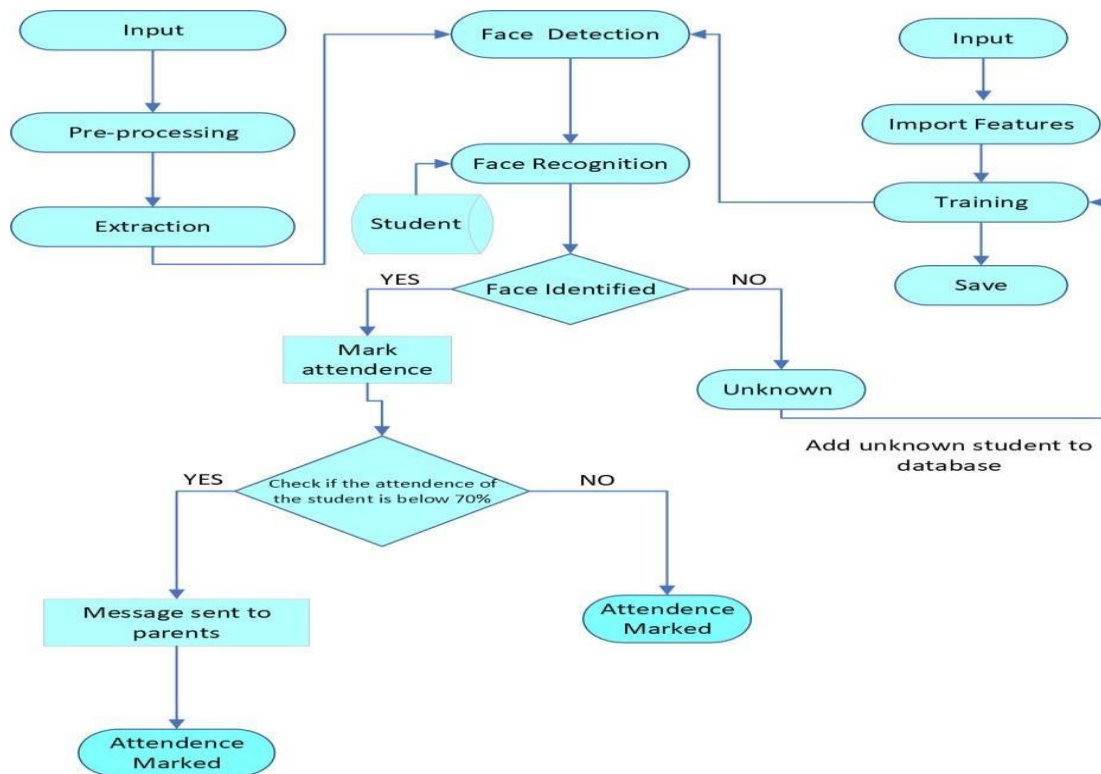 Input
Face Detection
Input
Pre-processing
Import Features
Face Recognition
Extraction
Student
Training
YES
Face Identified
NO
Save
Mark
attendence
Unknown
Add unknown student to
database
YES
Check if the attendence of
the student is below 70%
NO
Message sent to
parents
Attendence
Marked
Attendence
Marked